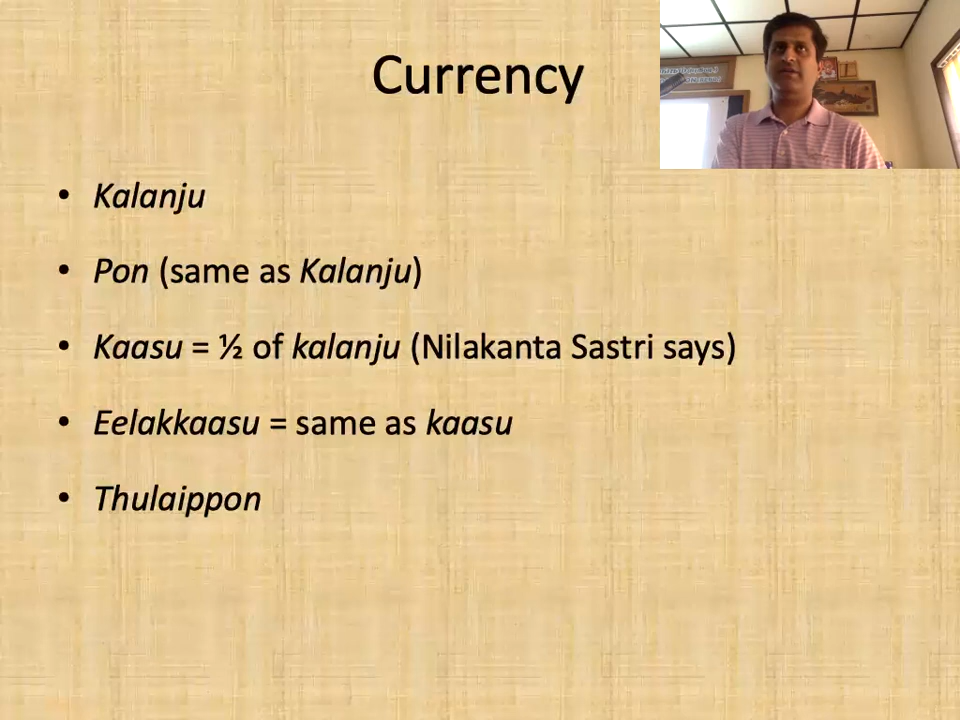 Currency
• Kalanju
• Pon (same as Kalanju)
• Kaasu = ½ of kalanju (Nilakanta Sastri says)
• Eelakkaasu = same as kaasu
• Thulaippon